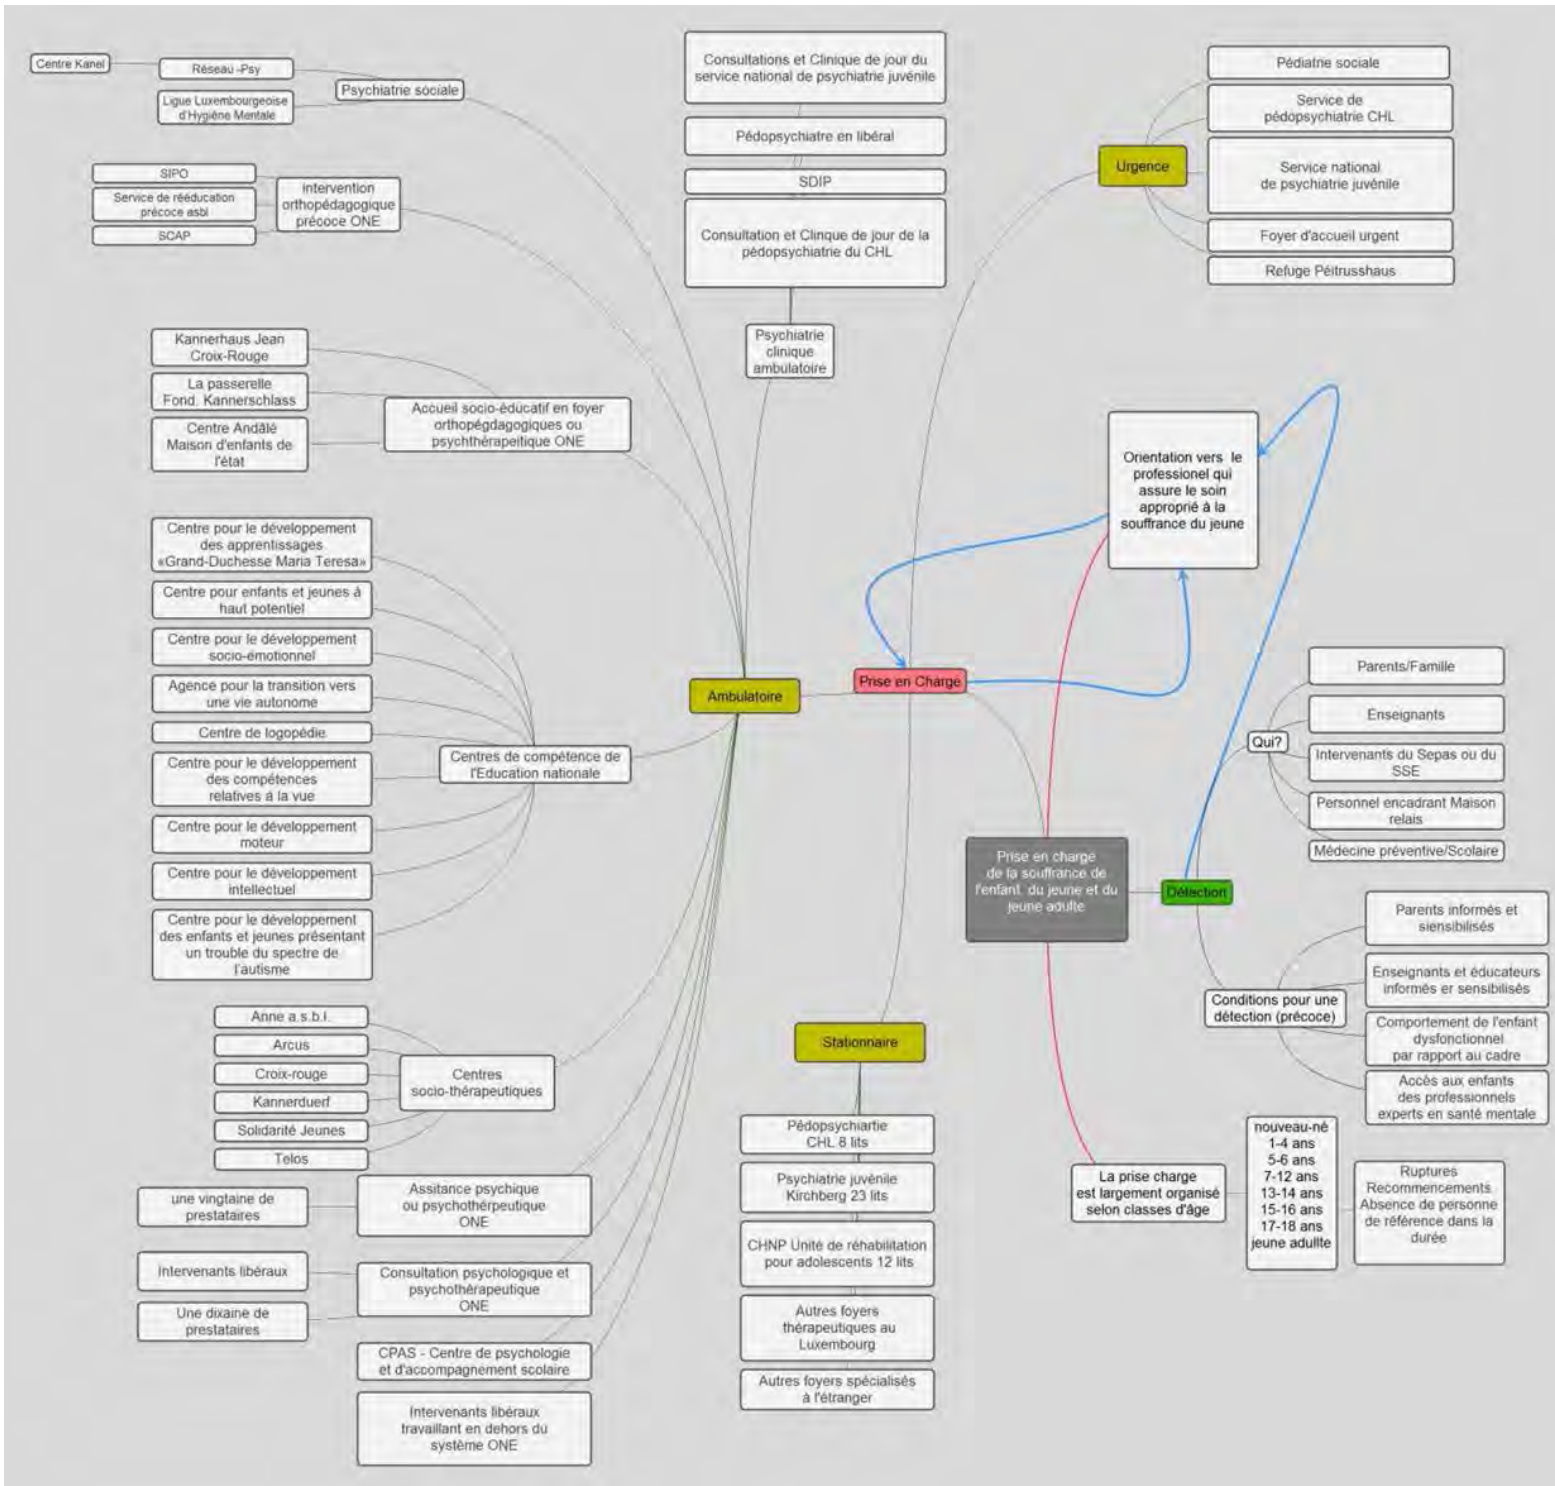 Centre Kanel
Réseau -Psy
Ligue Luxembourgeoise
d'Hygiène Mentale
Psychiatrie sociale
SIPO
Service de rééducation
précoce asbl
SCAP
intervention
orthopédagogique
précoce ONE
Kannerhaus Jean
Croix-Rouge
La passerelle
Fond. Kannerschlass
Centre Andâlé
Maison d'enfants de
l'état
Accueil socio-éducatif en foyer
orthopégdagogiques ou
psychthérapeitique ONE
Consultations et Clinique de jour du
service national de psychiatrie juvénile
Pédopsychiatre en libéral
SDIP
Consultation et Clinque de jour de la
pédopsychiatrie du CHL
Psychiatrie
clinique
ambulatoire
Urgence
Pédiatrie sociale
Service de
pédopsychiatrie CHL
Service national
de psychiatrie juvénile
Foyer d'accueil urgent
Refuge Péitrusshaus
Orientation vers le
professionel qui
assure le soin
approprié à la
souffrance du jeune
Centre pour le développement
des apprentissages
«Grand-Duchesse Maria Teresa»
Centre pour enfants et jeunes à
haut potentiel
Centre pour le développement
socio-émotionnel
Agence pour la transition vers
une vie autonome
Centre de logopédie
Centre pour le développement
des compétences
relatives à la vue
Centre pour le développement
moteur
Centre pour le développement
intellectuel
Centre pour le développement
des enfants et jeunes présentant
un trouble du spectre de
l'autisme
Centres de compétence de
l'Education nationale
Ambulatoire
Prise en Charge
Parents/Famille
Enseignants
Qui?
Intervenants du Sepas ou du
SSE
Personnel encadrant Maison
relais
Médecine préventive/Scolaire
Prise en charge
de la souffrance de
l'enfant du jeune et du
jeune adulte
Détection
Parents informés et
siensibilisés
Enseignants et éducateurs
informés er sensibilisés
Conditions pour une
détection (précoce)
Comportement de l'enfant
dysfonctionnel
par rapport au cadre
Accès aux enfants
des professionnels
experts en santé mentale
Anne a.s.b.l.
Arcus
Croix-rouge
Kannerduerf
Solidarité Jeunes
Telos
Centres
socio-thérapeutiques
une vingtaine de
prestataires
Assitance psychique
ou psychothérpeutique
ONE
Intervenants libéraux
Une dixaine de
prestataires
Consultation psychologique et
psychothérapeutique
ONE
CPAS - Centre de psychologie
et d'accompagnement scolaire
Intervenants libéraux
travaillant en dehors du
système ONE
Stationnaire
Pédopsychiartie
CHL 8 lits
Psychiatrie juvénile
Kirchberg 23 lits
CHNP Unité de réhabilitation
pour adolescents 12 lits
Autres foyers
thérapeutiques au
Luxembourg
Autres foyers spécialisés
à l'étranger
La prise charge
est largement organisé
selon classes d'âge
nouveau-né
1-4 ans
5-6 ans
7-12 ans
13-14 ans
15-16 ans
17-18 ans
jeune adullte
Ruptures
Recommencements
Absence de personne
de référence dans la
durée